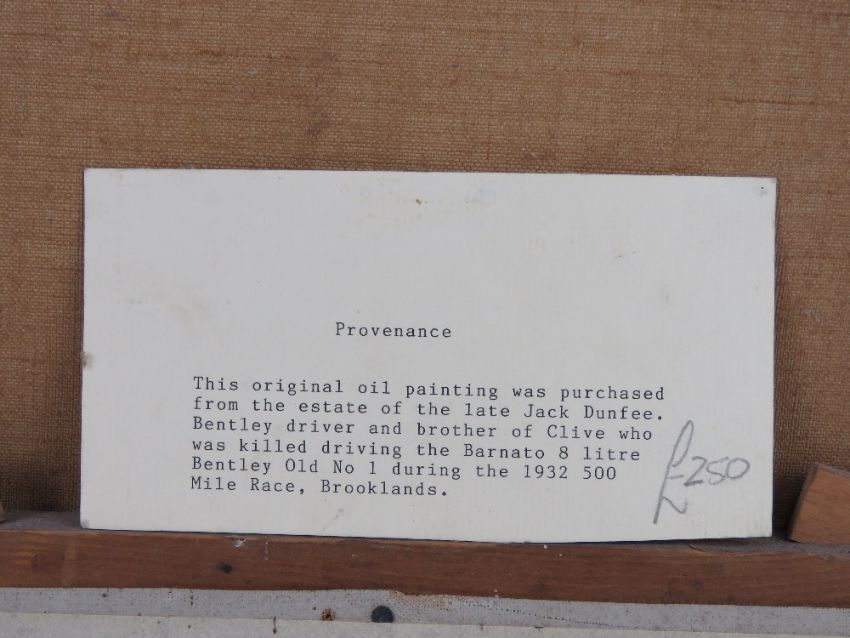 Provenance
This original oil painting was purchased
from the estate of the late Jack Dunfee.
Bentley driver and brother of Clive who
was killed driving the Barnato 8 litre
Bentley Old No 1 during the 1932 500
Mile Race, Brooklands.
£250